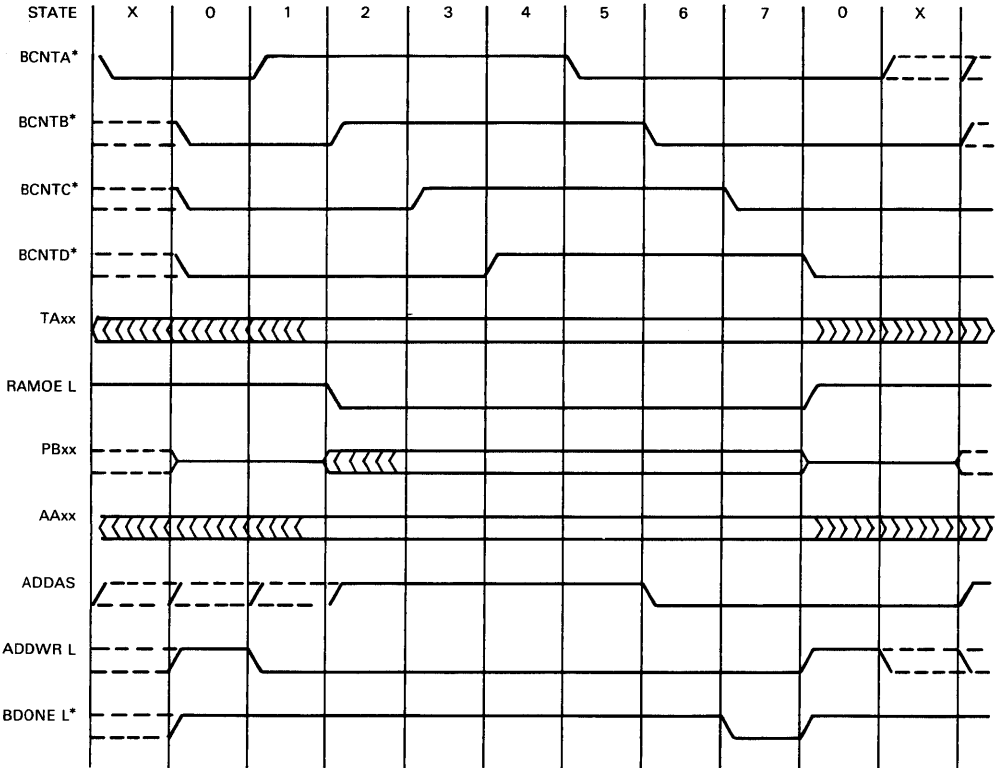 STATE X 0 1 2 3 4 5 6 7 0 X
BCNTA*
BCNTB*
BCNTC*
BCNTD*
TAxx
RAMOE L
PBxx
AAxx
ADDAS
ADDWR L
BDONE L*